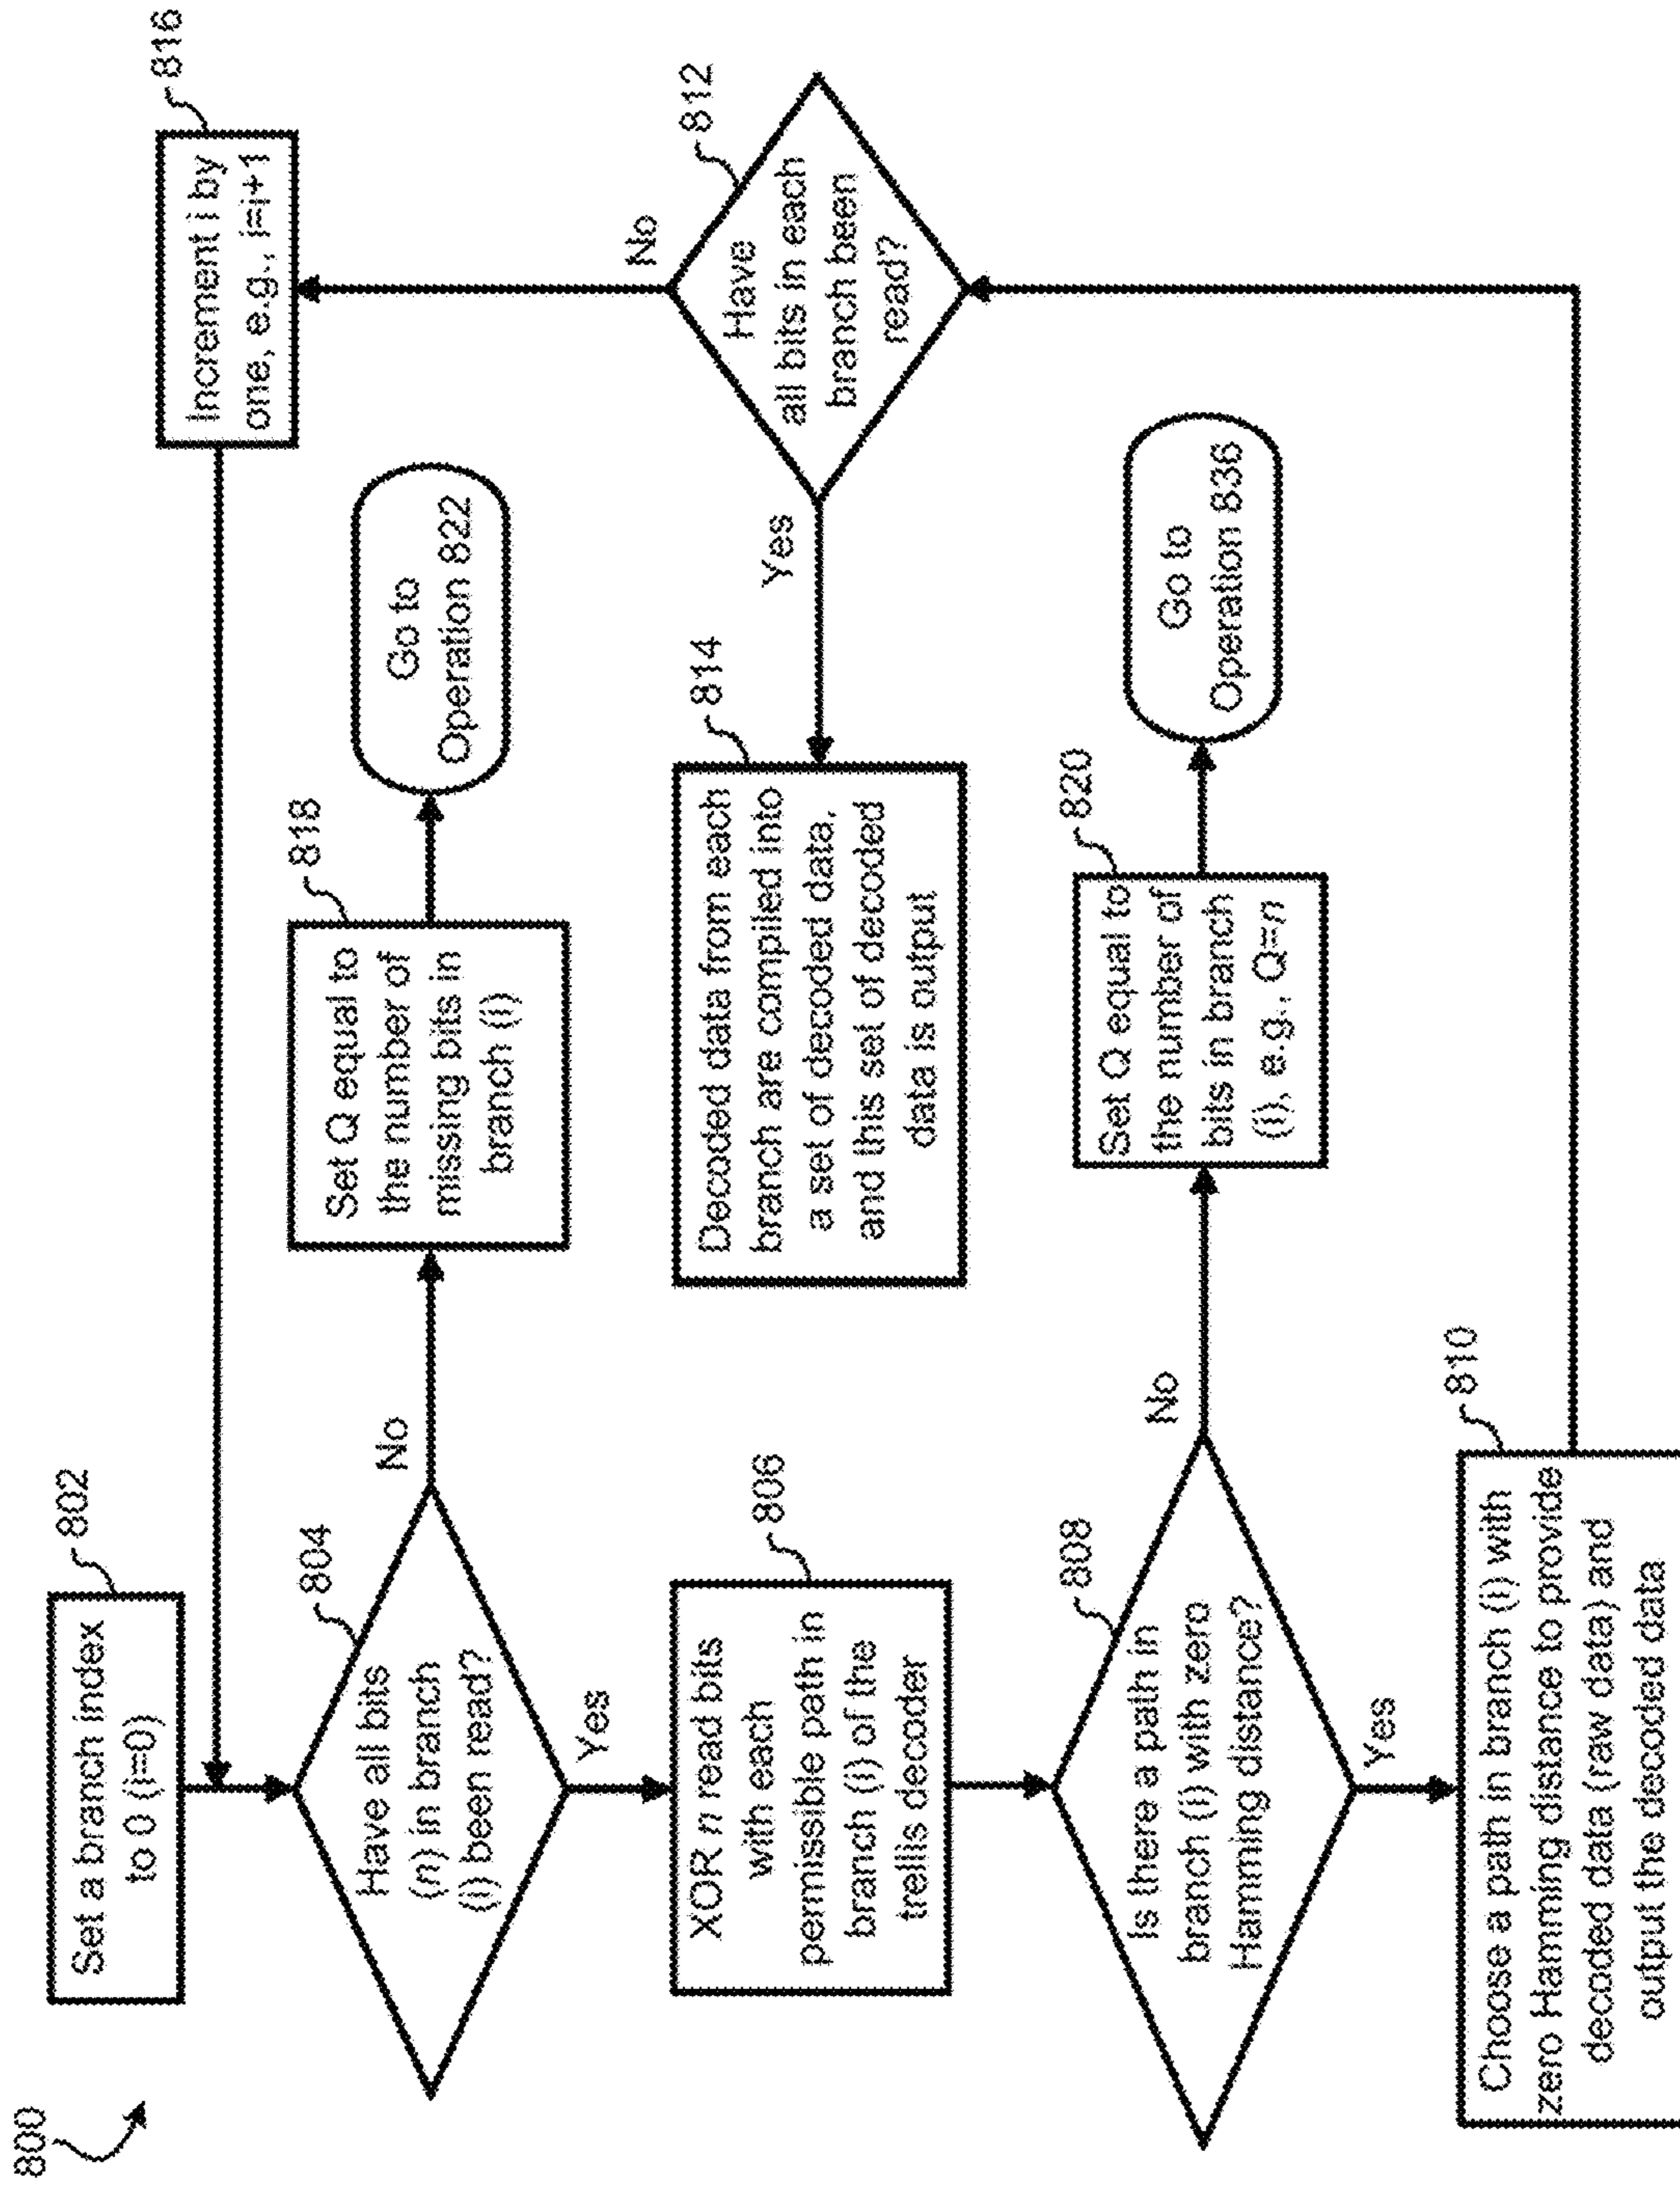 800
802
Set a branch index
to 0 (i=0)
816
Increment i by
one, e.g., i=i+1
804
Have all bits
(n) in branch
(i) been read?
No
818
Set Q equal to
the number of
missing bits in
branch (i)
Go to
Operation 822
Yes
806
XOR n read bits
with each
permissible path in
branch (i) of the
trellis decoder
814
Decoded data from each
branch are compiled into
a set of decoded data,
and this set of decoded
data is output
Yes
812
Have
all bits in each
branch been
read?
No
808
Is there a path in
branch (i) with zero
Hamming distance?
No
820
Set Q equal to
the number of
bits in branch
(i), e.g., Q=n
Go to
Operation 836
Yes
810
Choose a path in branch (i) with
zero Hamming distance to provide
decoded data (raw data) and
output the decoded data